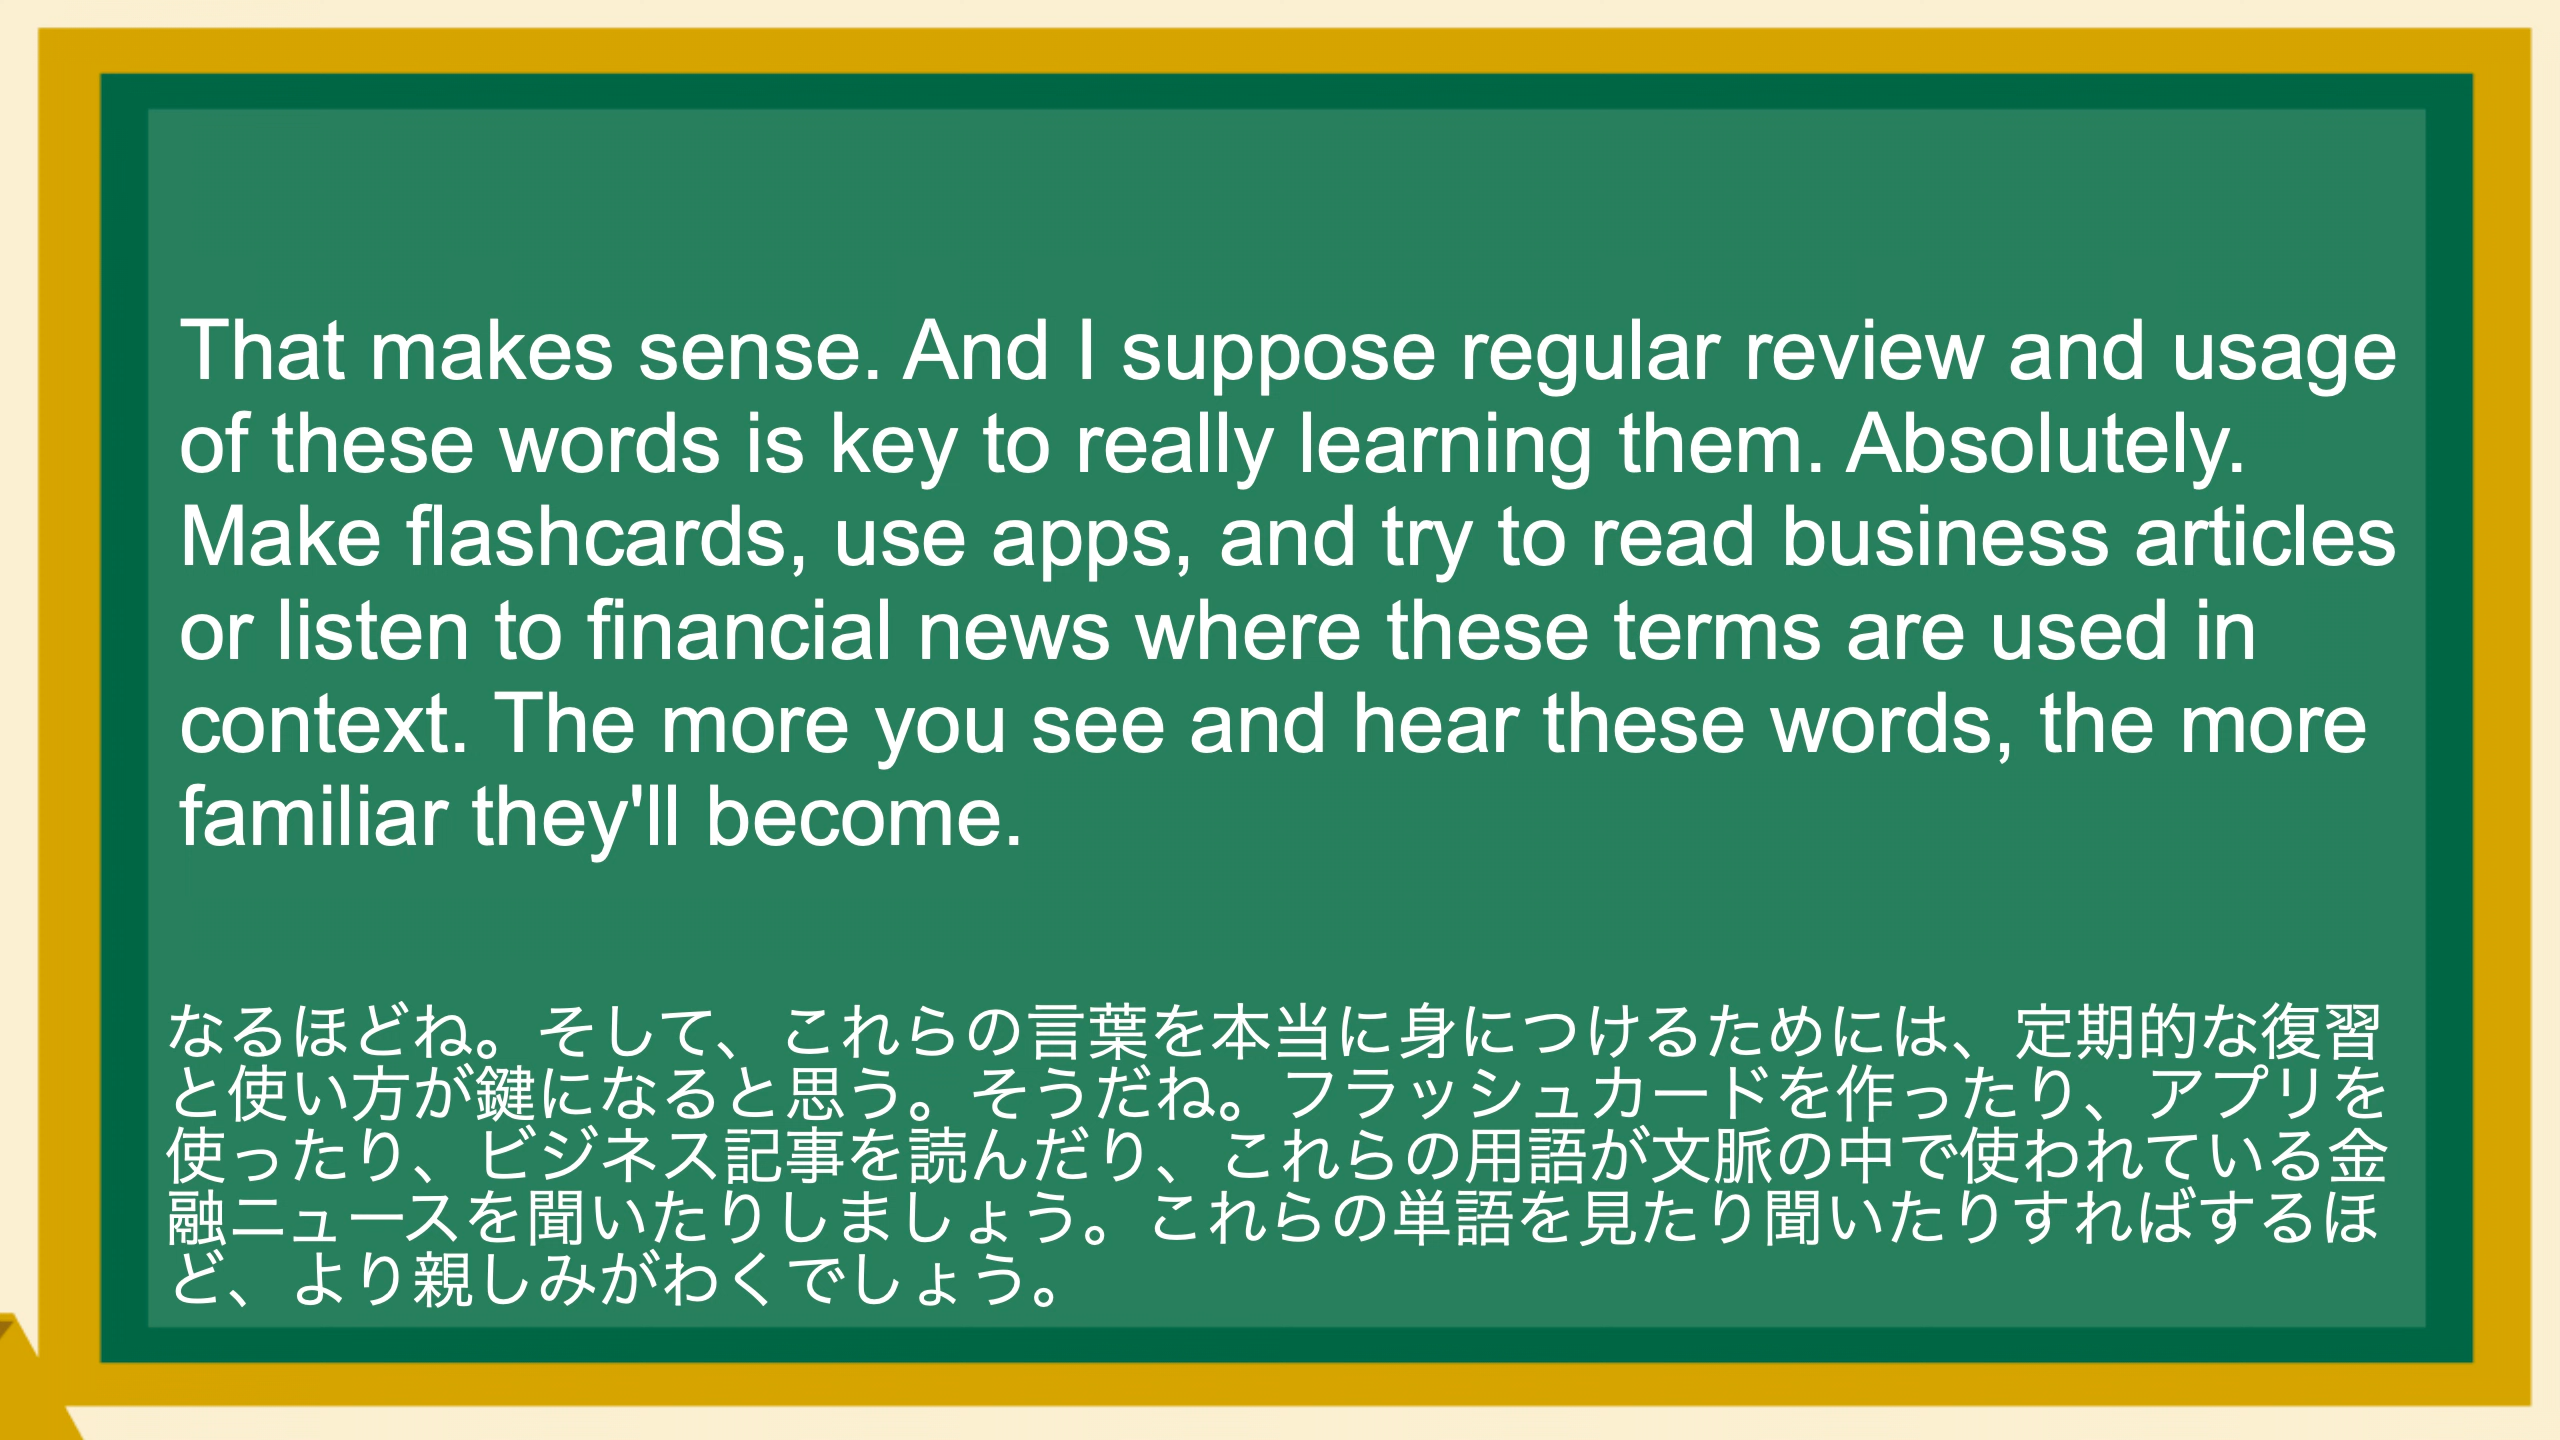 That makes sense. And I suppose regular review and usage
of these words is key to really learning them. Absolutely.
Make flashcards, use apps, and try to read business articles
or listen to financial news where these terms are used in
context. The more you see and hear these words, the more
familiar they'll become.
なるほどね。そして、これらの言葉を本当に身につけるためには、定期的な復習
と使い方が鍵になると思う。そうだね。フラッシュカードを作ったり、アプリを
使ったり、ビジネス記事を読んだり、これらの用語が文脈の中で使われている金
融ニュースを聞いたりしましょう。これらの単語を見たり聞いたりすればするほ
ど、より親しみがわくでしょう。